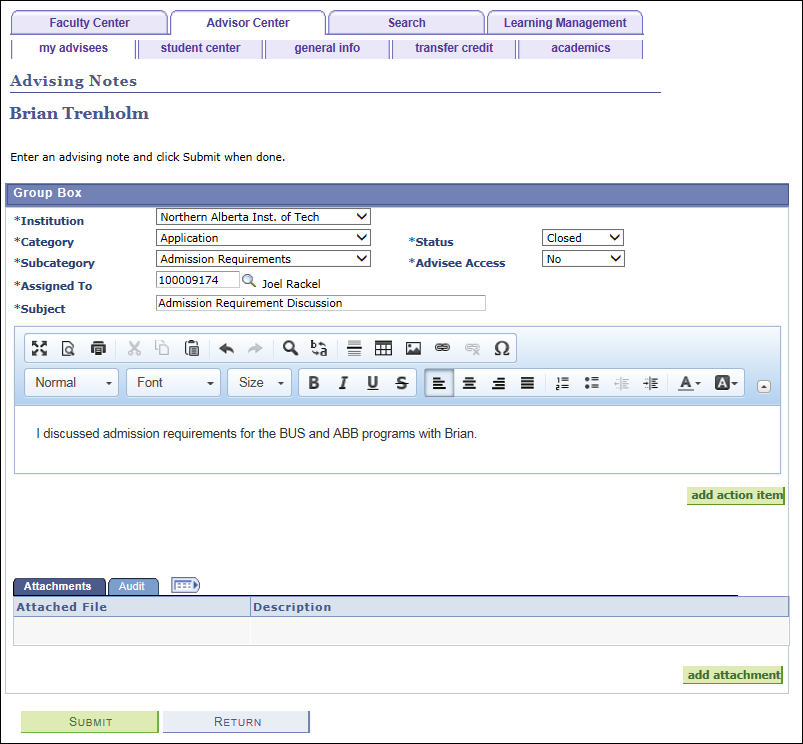 Faculty Center Advisor Center Search Learning Management
my advisees student center general info transfer credit academics
Advising Notes
Brian Trenholm
Enter an advising note and click Submit when done.
Group Box
*Institution Northern Alberta Inst. of Tech
*Category Application *Status Closed
*Subcategory Admission Requirements *Advisee Access No
*Assigned To 100009174 Joel Rackel
*Subject Admission Requirement Discussion
Normal Font Size B I U S A A
I discussed admission requirements for the BUS and ABB programs with Brian.
add action item
Attachments Audit
Attached File Description
add attachment
SUBMIT RETURN